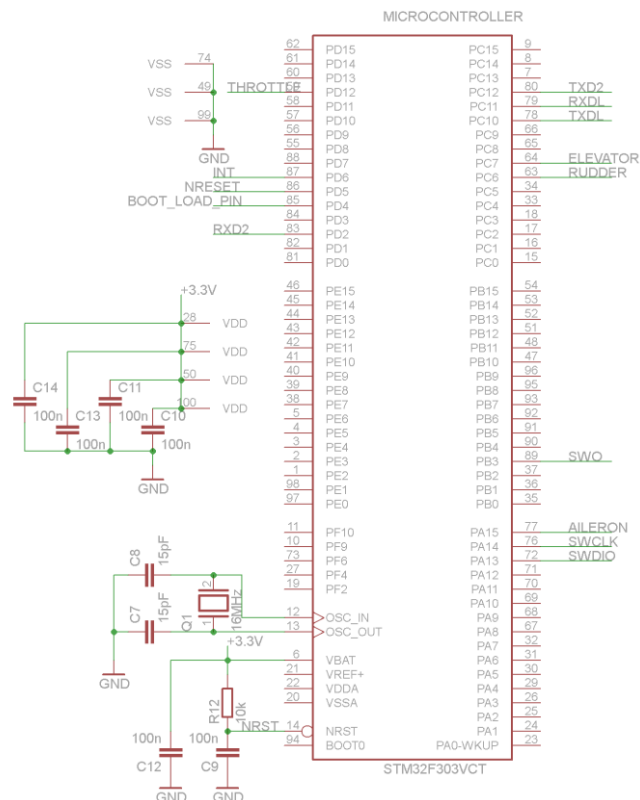 MICROCONTROLLER
62 PD15 PC15 9
VSS 74 61 PD14 PC14 8
60 PD13 PC13 7
VSS 49 THROTTLE PD12 PC12 80 TXD2
58 PD11 PC11 79 RXDL
VSS 99 57 PD10 PC10 78 TXDL
56 PD9 PC9 66
55 PD8 PC8 65
GND 88 PD7 PC7 64 ELEVATOR
INT 87 PD6 PC6 63 RUDDER
NRESET 86 PD5 PC5 34
BOOT_LOAD_PIN 85 PD4 PC4 33
84 PD3 PC3 18
RXD2 83 PD2 PC2 17
82 PD1 PC1 16
81 PD0 PC0 15
+3.3V 46 PE15 PB15 54
45 PE14 PB14 53
28 VDD 44 PE13 PB13 52
43 PE12 PB12 51
75 VDD 42 PE11 PB11 48
41 PE10 PB10 47
50 VDD 40 PE9 PB9 96
C14 C11 39 PE8 PB8 95
100 VDD 38 PE7 PB7 93
100n C13 100n C10 5 PE6 PB6 92
4 PE5 PB5 91
100n 100n 3 PE4 PB4 90
2 PE3 PB3 89 SWO
1 PE2 PB2 37
GND 98 PE1 PB1 36
97 PE0 PB0 35
11 PF10 PA15 77 AILERON
10 PF9 PA14 76 SWCLK
C8 15pF 73 PF6 PA13 72 SWDIO
27 PF4 PA12 71
19 PF2 PA11 70
2 PA10 69
C7 15pF Q1 1 16MHz 12 OSC_IN PA9 68
13 OSC_OUT PA8 67
+3.3V PA7 32
6 VBAT PA6 31
GND 21 VREF+ PA5 30
22 VDDA PA4 29
R12 10k 20 VSSA PA3 26
PA2 25
NRST 14 NRST PA1 24
100n 100n 94 BOOT0 PA0-WKUP 23
C12 C9 STM32F303VCT
GND GND